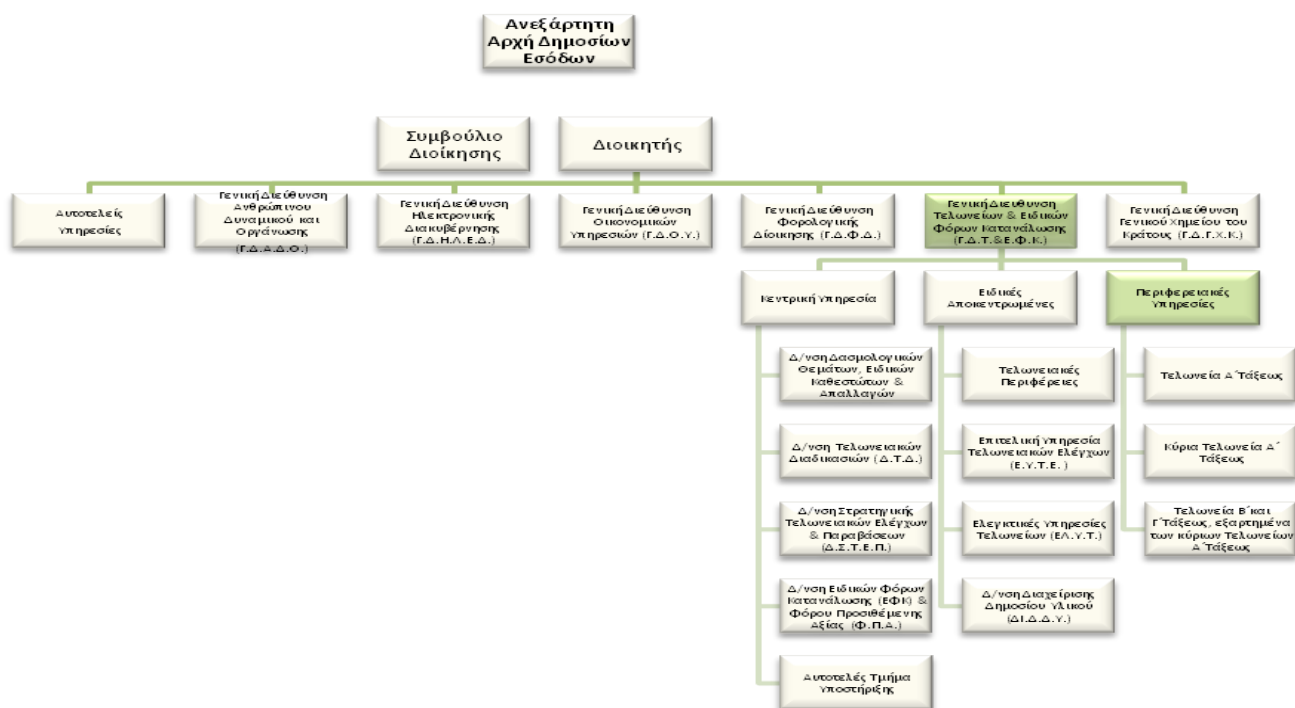 Ανεξάρτητη
Αρχή Δημοσίων
Εσόδων
Συμβούλιο
Διοίκησης
Διοικητής
Αυτοτελείς
Υπηρεσίες
Γενική Διεύθυνση
Ανθρώπινου
Δυναμικού και
Οργάνωσης
(Γ.Δ.Α.Δ.Ο.)
Γενική Διεύθυνση
Ηλεκτρονικής
Διακυβέρνησης
(Γ.Δ.ΗΛ.Ε.Δ.)
Γενική Διεύθυνση
Οικονομικών
Υπηρεσιών (Γ.Δ.Ο.Υ.)
Γενική Διεύθυνση
Φορολογικής
Δίοικησης (Γ.Δ.Φ.Δ.)
Γενική Διεύθυνση
Τελωνείων & Ειδικών
Φόρων Κατανάλωσης
(Γ.Δ.Τ.&Ε.Φ.Κ.)
Γενική Διεύθυνση
Γενικού Χημείου του
Κράτους (Γ.Δ.Γ.Χ.Κ.)
Κεντρική Υπηρεσία
Ειδικές
Αποκεντρωμένες
Περιφερειακές
Υπηρεσίες
Δ/νση Δασμολογικών
Θεμάτων, Ειδικών
Καθεστώτων &
Απαλλαγών
Δ/νση Τελωνειακών
Διαδικασιών (Δ.Τ.Δ.)
Δ/νση Στρατηγικής
Τελωνειακών Ελέγχων
& Παραβάσεων
(Δ.Σ.Τ.Ε.Π.)
Δ/νση Ειδικών Φόρων
Κατανάλωσης (ΕΦΚ) &
Φόρου Προσιθέμενης
Αξίας (Φ.Π.Α.)
Αυτοτελές Τμήμα
Υποστήριξης
Τελωνειακές
Περιφέρειες
Επιτελική Υπηρεσία
Τελωνειακών Ελέγχων
(Ε.Υ.Τ.Ε.)
Ελεγκτικές Υπηρεσίες
Τελωνείων (ΕΛ.Υ.Τ.)
Δ/νση Διαχείρισης
Δημοσίου Υλικού
(ΔΙ.Δ.Δ.Υ.)
Τελωνεία Α΄Τάξεως
Κύρια Τελωνεία Α΄
Τάξεως
Τελωνεία Β΄και
Γ΄Τάξεως, εξαρτημένα
των κύριων Τελωνείων
Α΄Τάξεως